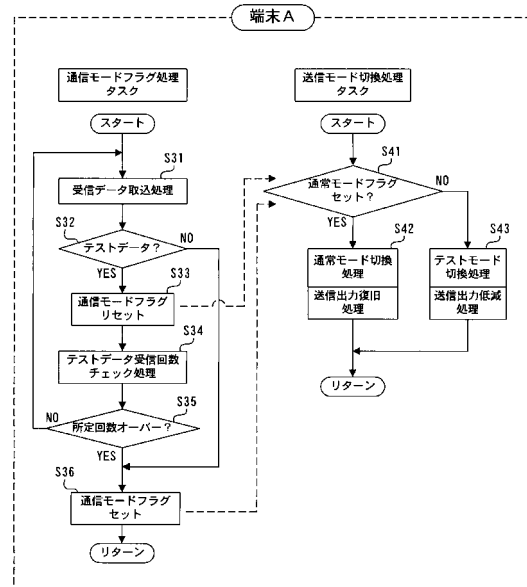 端末A
通信モードフラグ処理
タスク
スタート
S31
受信データ取込処理
S32
テストデータ？
NO
YES
S33
通信モードフラグ
リセット
S34
テストデータ受信回数
チェック処理
S35
NO
所定回数オーバー？
YES
S36
通信モードフラグ
セット
リターン
送信モード切換処理
タスク
スタート
S41
通常モードフラグ
セット？
NO
YES
S42
通常モード切換
処理
送信出力復旧
処理
S43
テストモード
切換処理
送信出力低減
処理
リターン